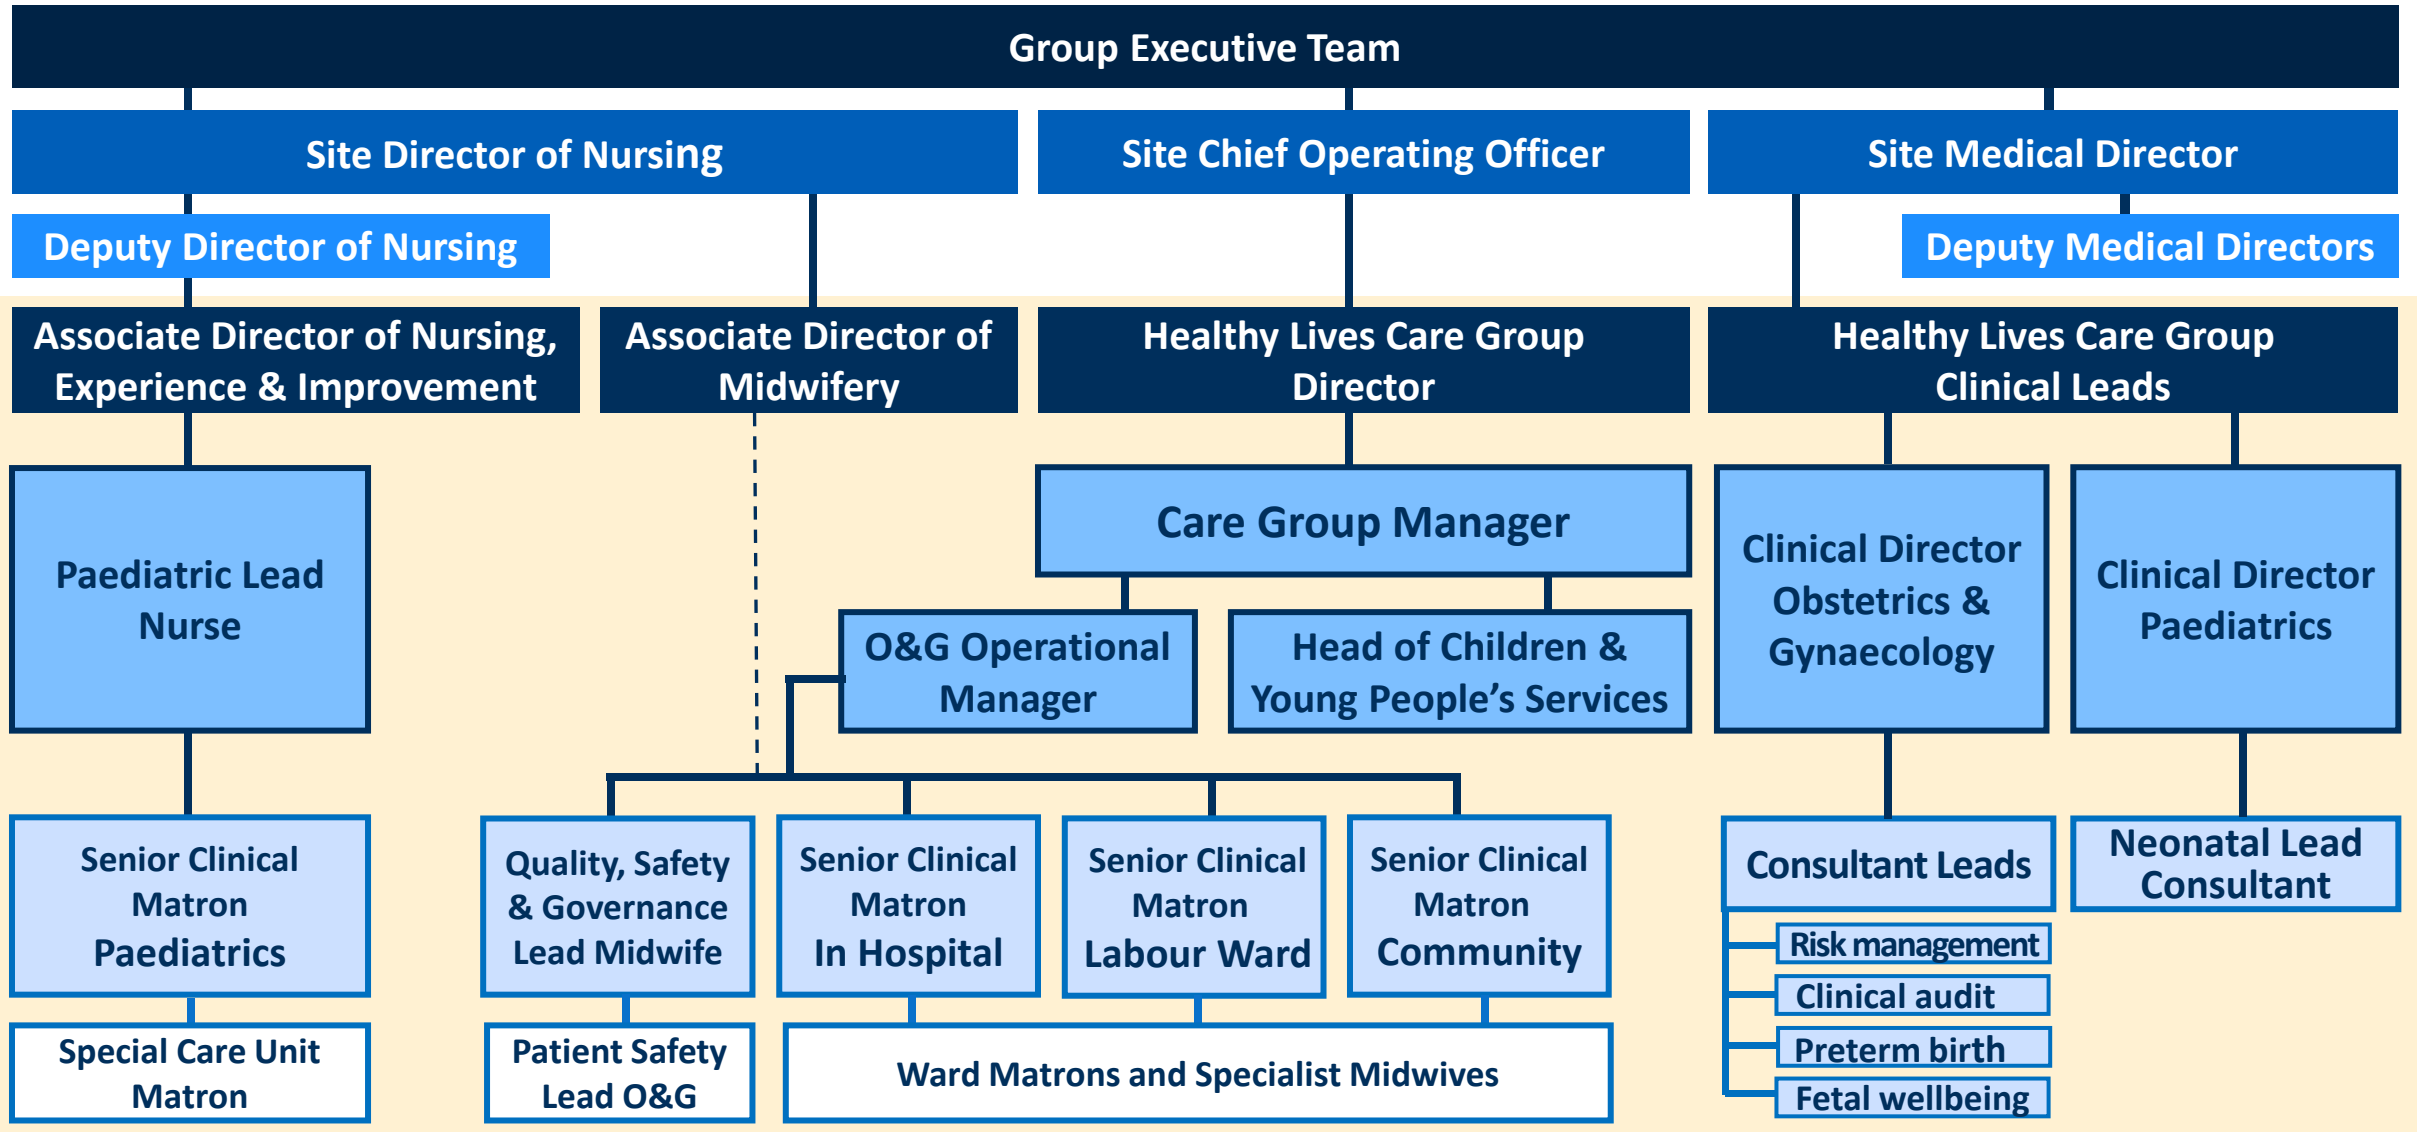 Group Executive Team
Site Director of Nursing
Site Chief Operating Officer
Site Medical Director
Deputy Director of Nursing
Deputy Medical Directors
Associate Director of Nursing,
Experience & Improvement
Associate Director of
Midwifery
Healthy Lives Care Group
Director
Healthy Lives Care Group
Clinical Leads
Paediatric Lead
Nurse
Care Group Manager
O&G Operational
Manager
Head of Children &
Young People’s Services
Clinical Director
Obstetrics &
Gynaecology
Clinical Director
Paediatrics
Senior Clinical
Matron
Paediatrics
Quality, Safety
& Governance
Lead Midwife
Senior Clinical
Matron
In Hospital
Senior Clinical
Matron
Labour Ward
Senior Clinical
Matron
Community
Consultant Leads
Neonatal Lead
Consultant
Risk management
Clinical audit
Preterm birth
Fetal wellbeing
Special Care Unit
Matron
Patient Safety
Lead O&G
Ward Matrons and Specialist Midwives